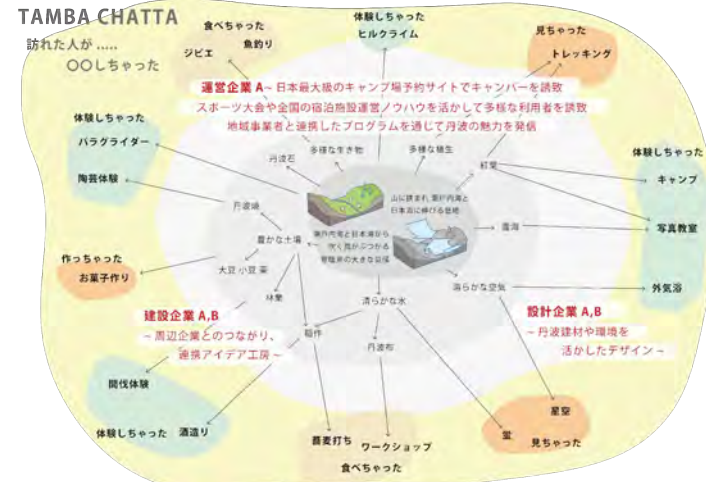 TAMBA CHATTA
訪れた人が .....
〇〇しちゃった
食べちゃった
ジビエ
魚釣り
体験しちゃった
ヒルクライム
見ちゃった
トレッキング
運営企業 A~ 日本最大級のキャンプ場予約サイトでキャンパーを誘致
スポーツ大会や全国の宿泊施設運営ノウハウを活かして多様な利用者を誘致
地域事業者と連携したプログラムを通じて丹波の魅力を発信
体験しちゃった
パラグライダー
陶芸体験
丹波石
多様な生き物
多様な植生
紅葉
体験しちゃった
キャンプ
写真教室
外気浴
丹波焼
豊かな土壌
大豆 小豆 栗
林業
山に挟まれ、瀬戸内海と
日本海に伸びる盆地
瀬戸内海と日本海から
吹く風がぶつかる
寒暖差の大きな気候
雲海
清らかな空気
清らかな水
稲作
丹波布
作っちゃった
お菓子作り
建設企業 A,B
~ 周辺企業とのつながり、
連携アイデア工房 ~
設計企業 A,B
~ 丹波建材や環境を
活かしたデザイン ~
間伐体験
体験しちゃった
酒造り
蕎麦打ち
ワークショップ
食べちゃった
星空
蛍
見ちゃった